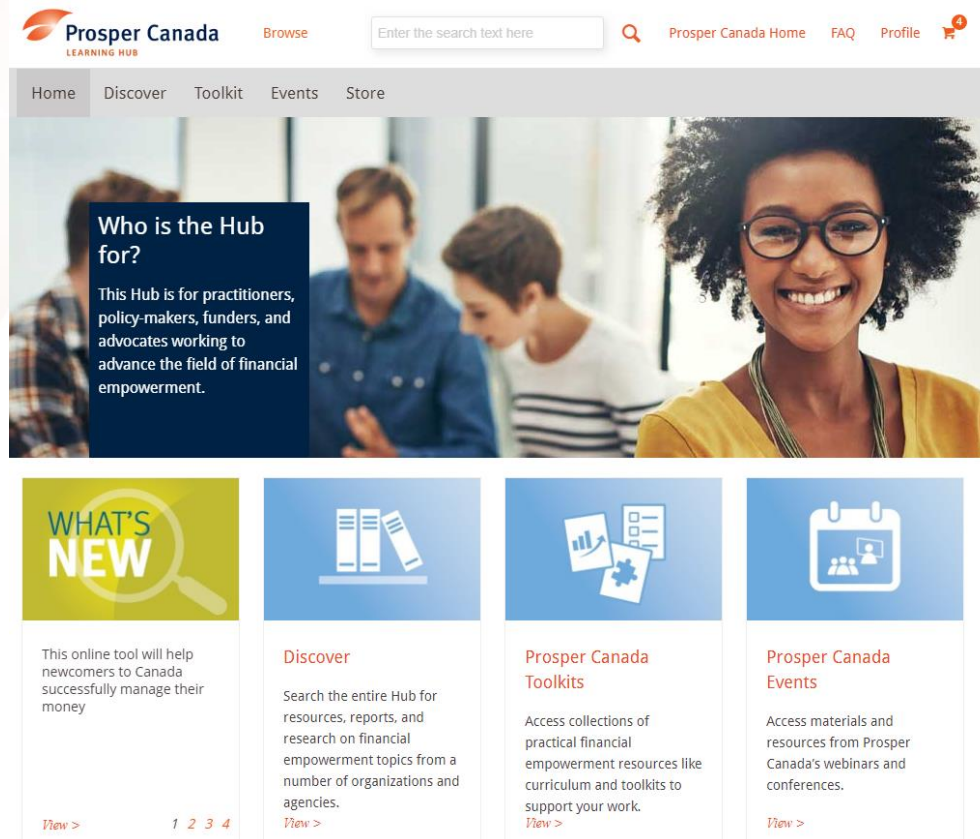 Prosper Canada
LEARNING HUB
Browse
Enter the search text here
Prosper Canada Home
FAQ
Profile
4
Home
Discover
Toolkit
Events
Store
Who is the Hub
for?
This Hub is for practitioners,
policy-makers, funders, and
advocates working to
advance the field of financial
empowerment.
WHAT'S
NEW
This online tool will help
newcomers to Canada
successfully manage their
money
View >
1 2 3 4
Discover
Search the entire Hub for
resources, reports, and
research on financial
empowerment topics from a
number of organizations and
agencies.
View >
Prosper Canada
Toolkits
Access collections of
practical financial
empowerment resources like
curriculum and toolkits to
support your work.
View >
Prosper Canada
Events
Access materials and
resources from Prosper
Canada's webinars and
conferences.
View >